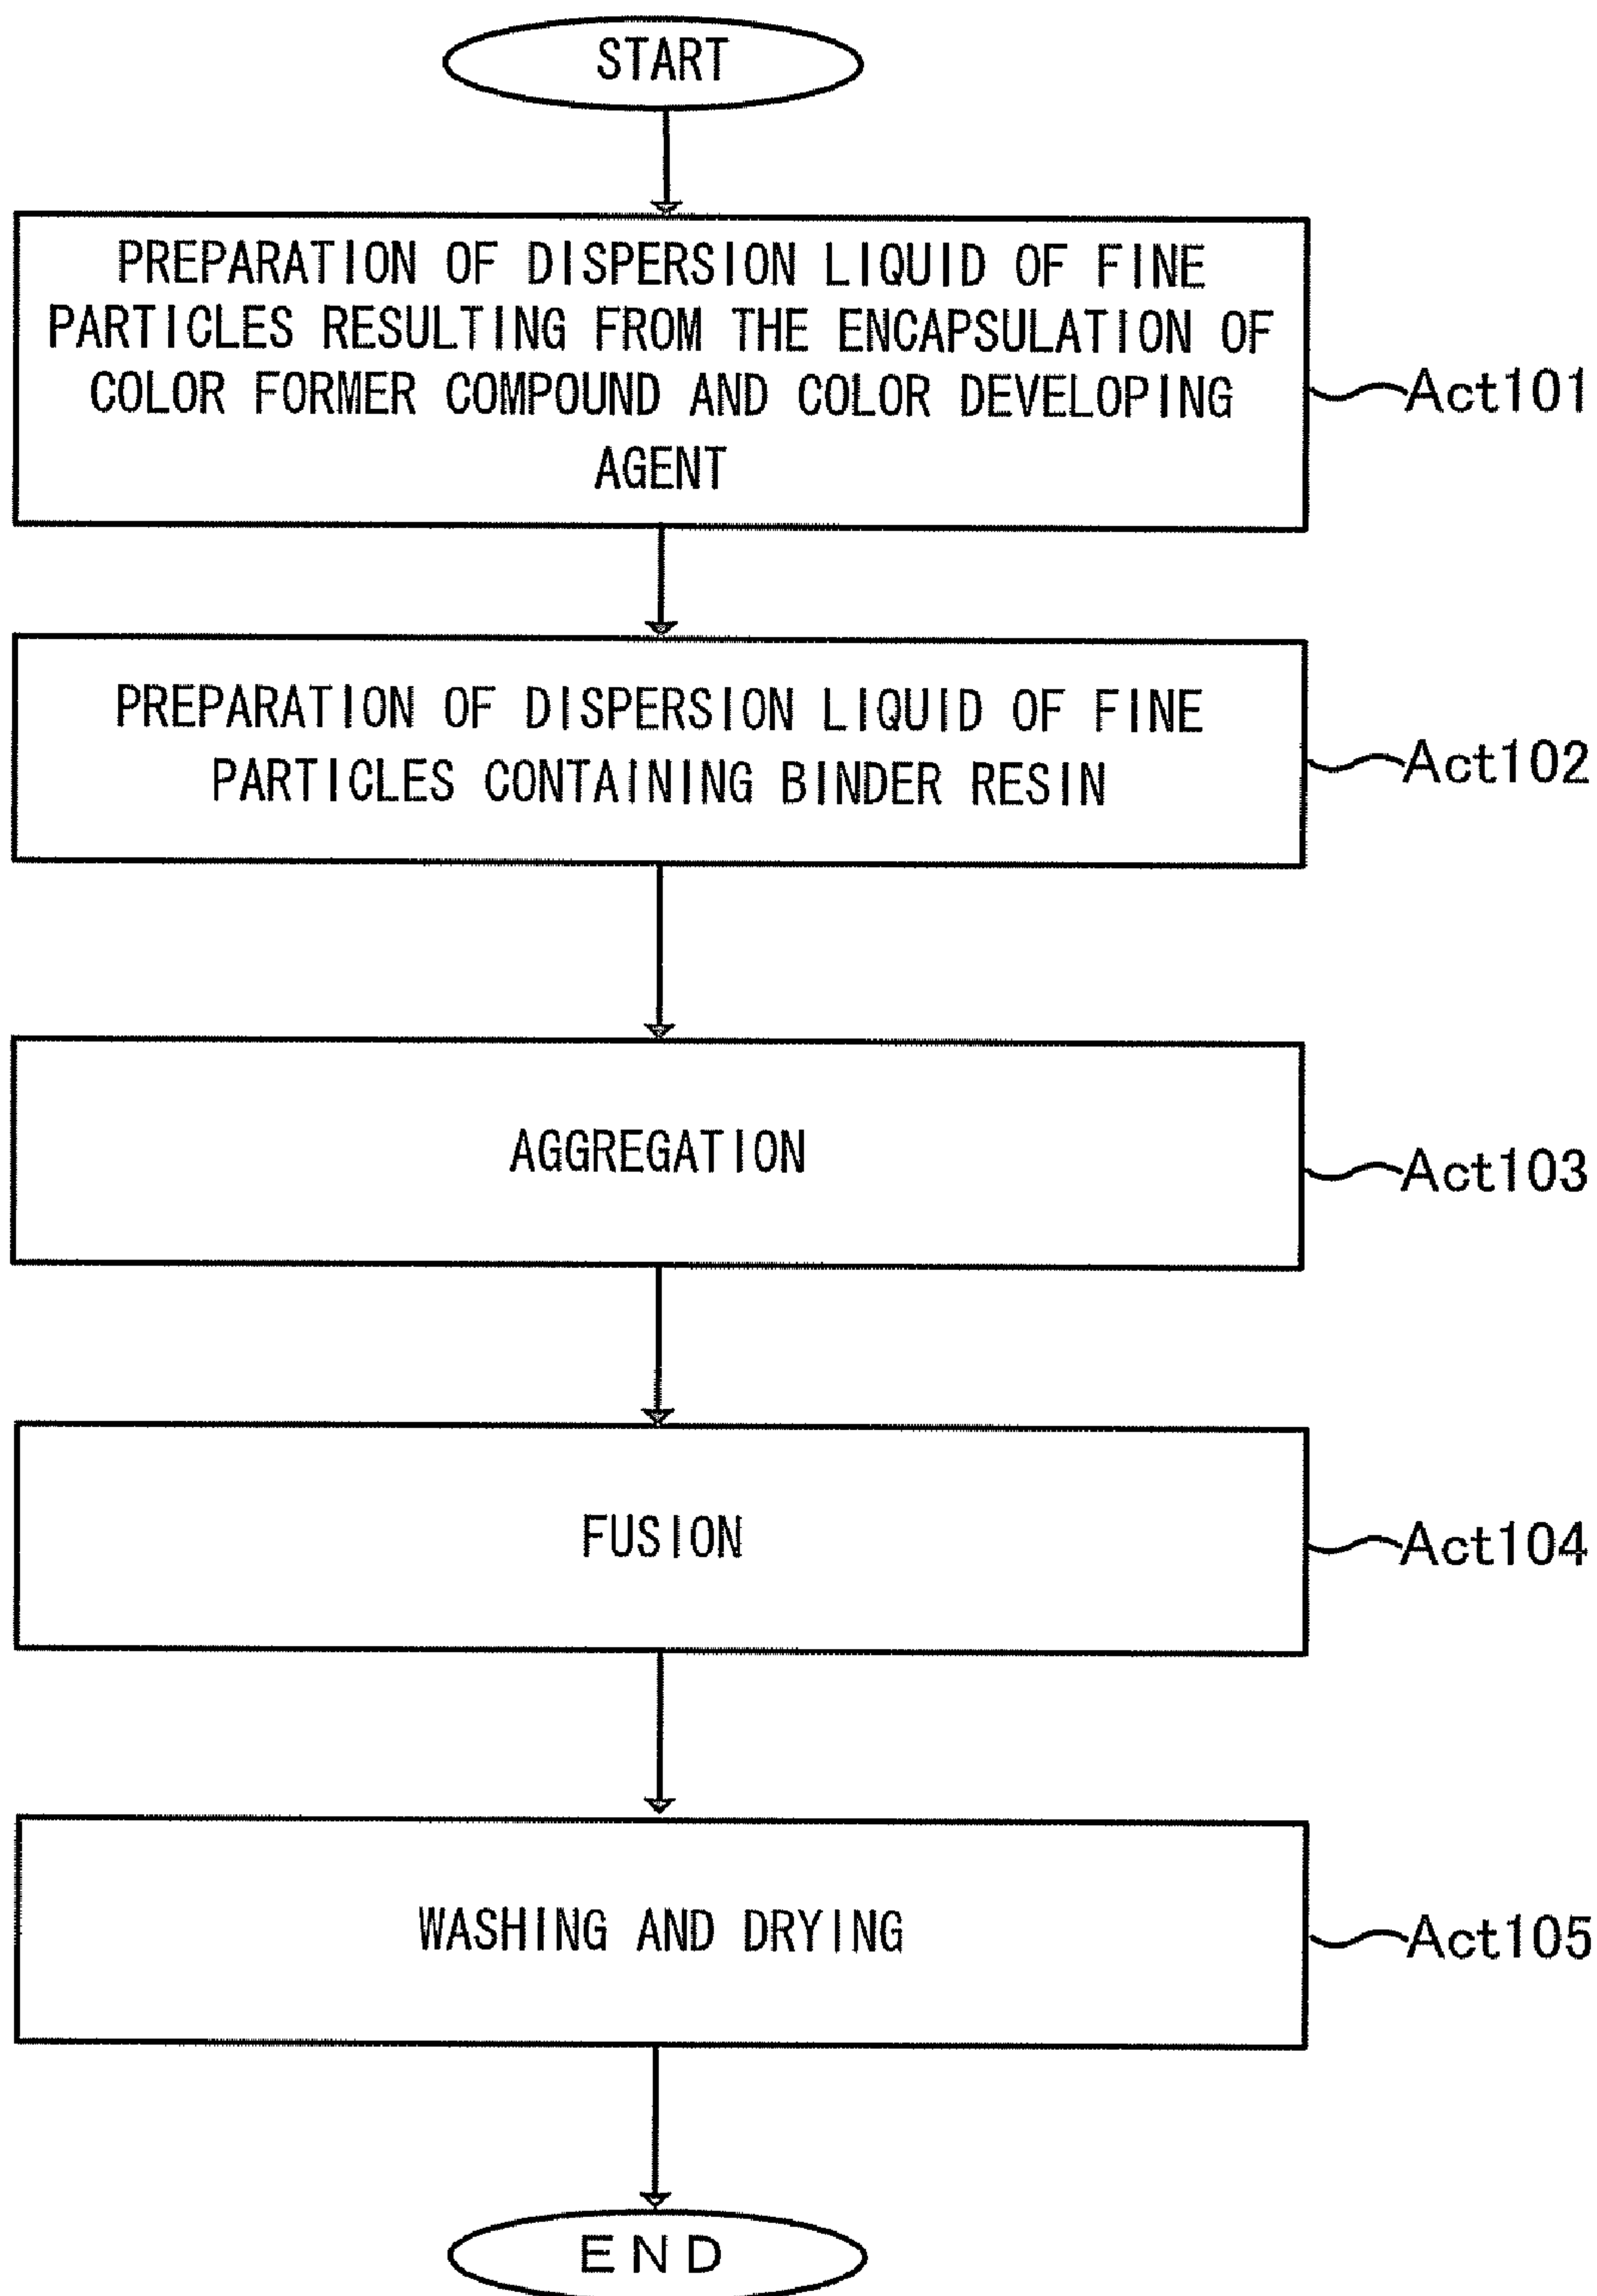 START
PREPARATION OF DISPERSION LIQUID OF FINE
PARTICLES RESULTING FROM THE ENCAPSULATION OF
COLOR FORMER COMPOUND AND COLOR DEVELOPING
AGENT
Act101
PREPARATION OF DISPERSION LIQUID OF FINE
PARTICLES CONTAINING BINDER RESIN
Act102
AGGREGATION
Act103
FUSION
Act104
WASHING AND DRYING
Act105
END